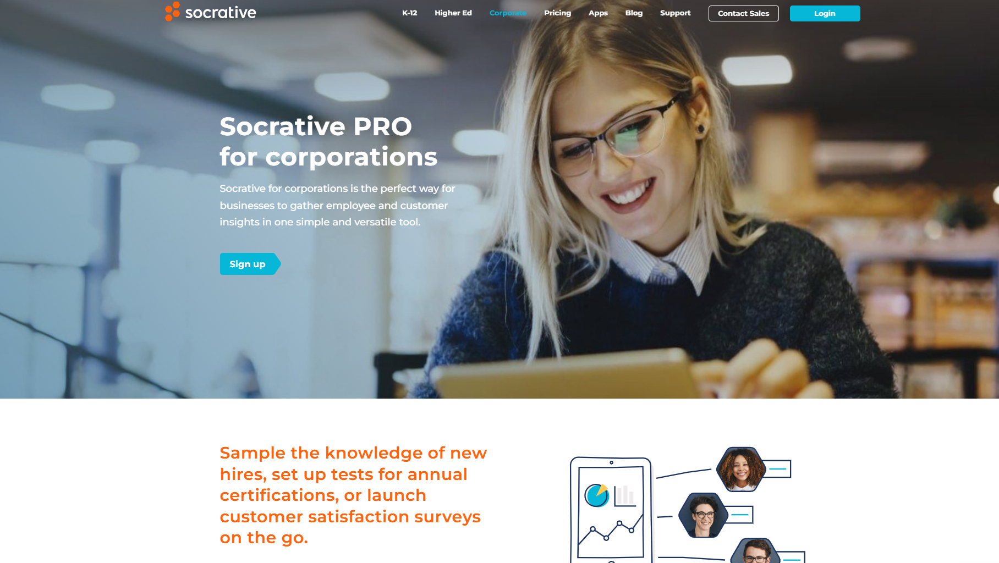 socrative
K-12 Higher Ed Corporate Pricing Apps Blog Support Contact Sales Login
Socrative PRO
for corporations
Socrative for corporations is the perfect way for
businesses to gather employee and customer
insights in one simple and versatile tool.
Sign up
Sample the knowledge of new
hires, set up tests for annual
certifications, or launch
customer satisfaction surveys
on the go.